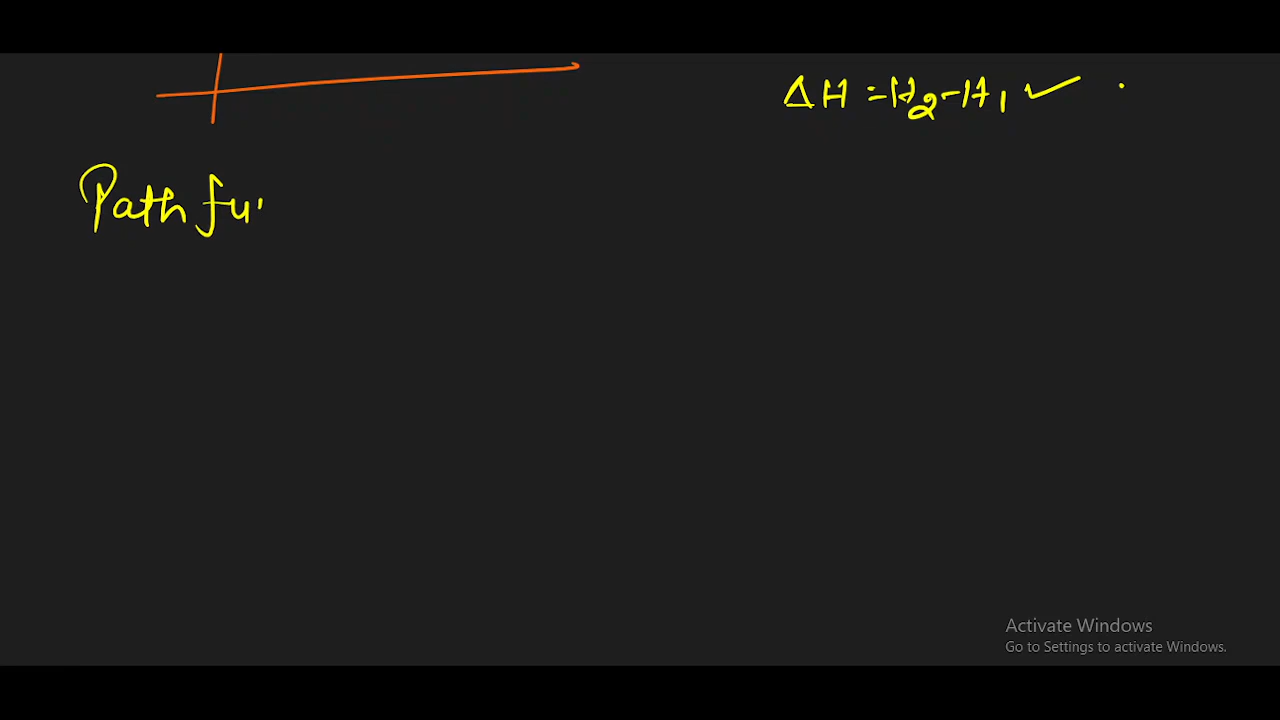 ΔH = H₂-H₁ ✓
Path fu
Activate Windows
Go to Settings to activate Windows.